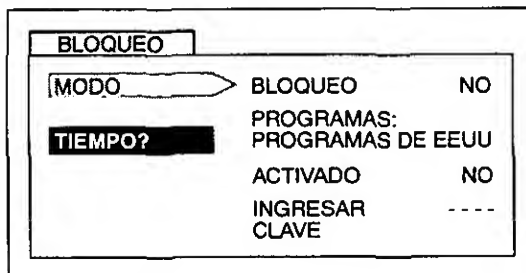 BLOQUEO
MODO
BLOQUEO NO
PROGRAMAS:
PROGRAMAS DE EEUU
TIEMPO?
ACTIVADO NO
INGRESAR - - - -
CLAVE